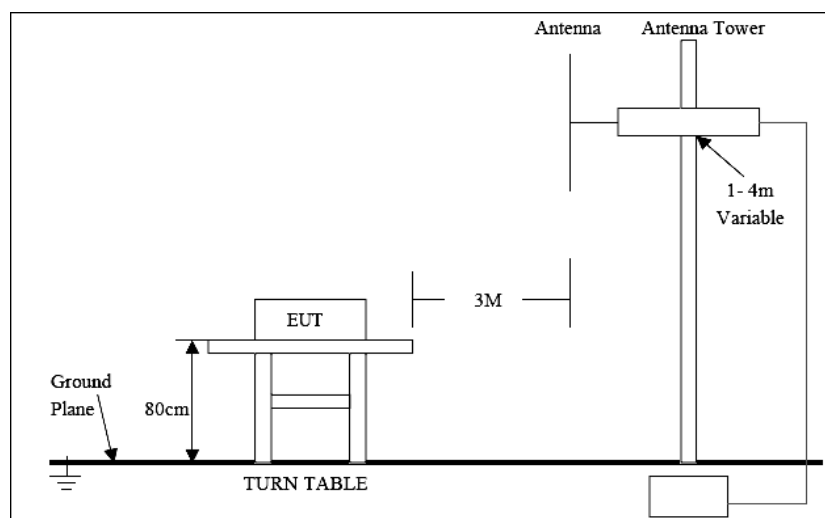 Antenna
Antenna Tower
1- 4m
Variable
3M
EUT
Ground
Plane
80cm
TURN TABLE